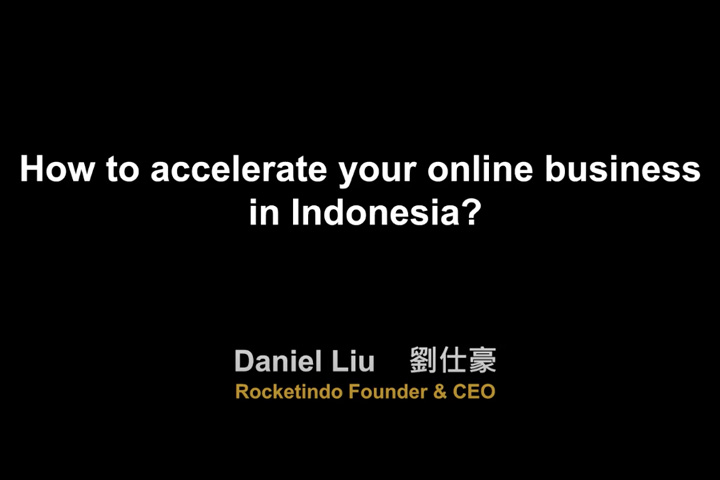 How to accelerate your online business
in Indonesia?
Daniel Liu 劉仕豪
Rocketindo Founder & CEO